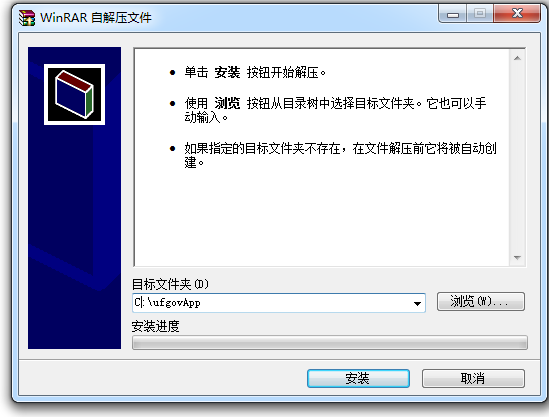 WinRAR 自解压文件
单击 安装 按钮开始解压。
使用 浏览 按钮从目录树中选择目标文件夹。它也可以手
动输入。
如果指定的目标文件夹不存在，在文件解压前它将被自动创
建。
目标文件夹(D)
C:\ufgovApp
浏览(W)...
安装进度
安装
取消